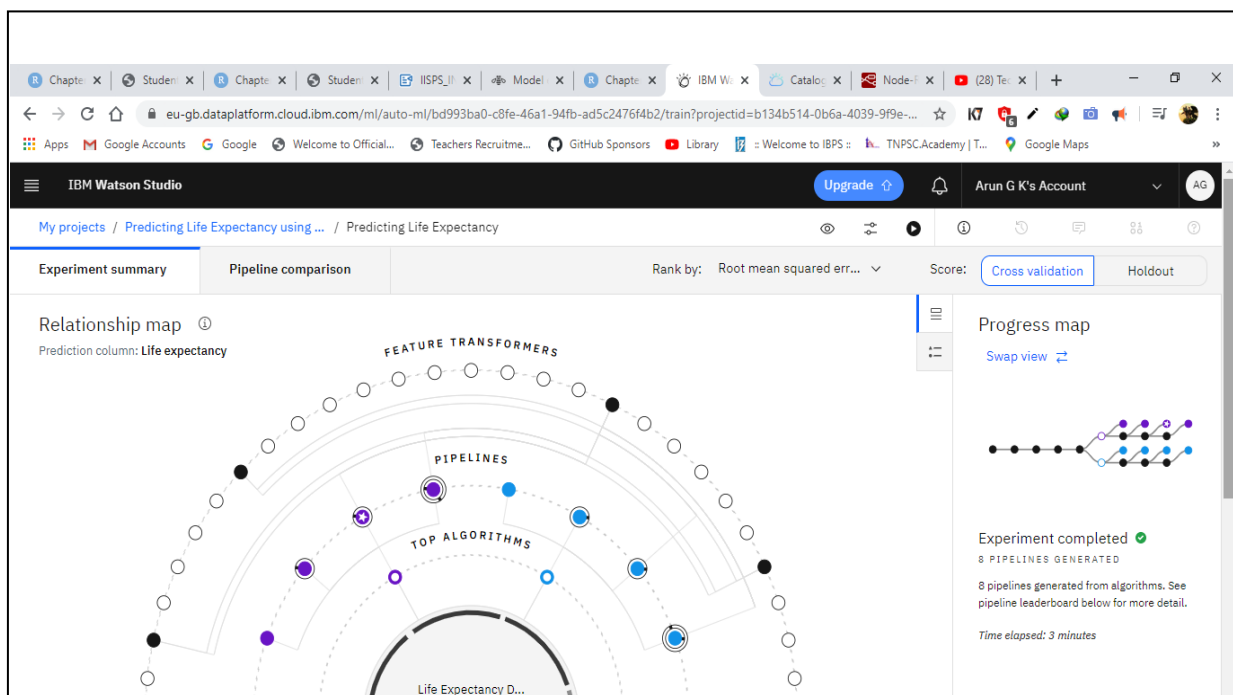 Chapte
Studen
Chapte
Studen
IISPS_I
Model
Chapte
IBM Wa
Catalog
Node-R
(28) Tec
eu-gb.dataplatform.cloud.ibm.com/ml/auto-ml/bd993ba0-c8fe-46a1-94fb-ad5c2476f4b2/train?projectid=b134b514-0b6a-4039-9f9e-...
6
Apps
Google Accounts
Google
Welcome to Official...
Teachers Recruitme...
GitHub Sponsors
Library
:: Welcome to IBPS ::
TNPSC.Academy | T...
Google Maps
»
IBM Watson Studio
Upgrade
Arun G K's Account
AG
My projects / Predicting Life Expectancy using ... / Predicting Life Expectancy
Experiment summary
Pipeline comparison
Rank by: Root mean squared err...
Score:
Cross validation
Holdout
Relationship map
Prediction column: Life expectancy
FEATURE TRANSFORMERS
PIPELINES
TOP ALGORITHMS
Life Expectancy D...
Progress map
Swap view
Experiment completed
8 PIPELINES GENERATED
8 pipelines generated from algorithms. See
pipeline leaderboard below for more detail.
Time elapsed: 3 minutes